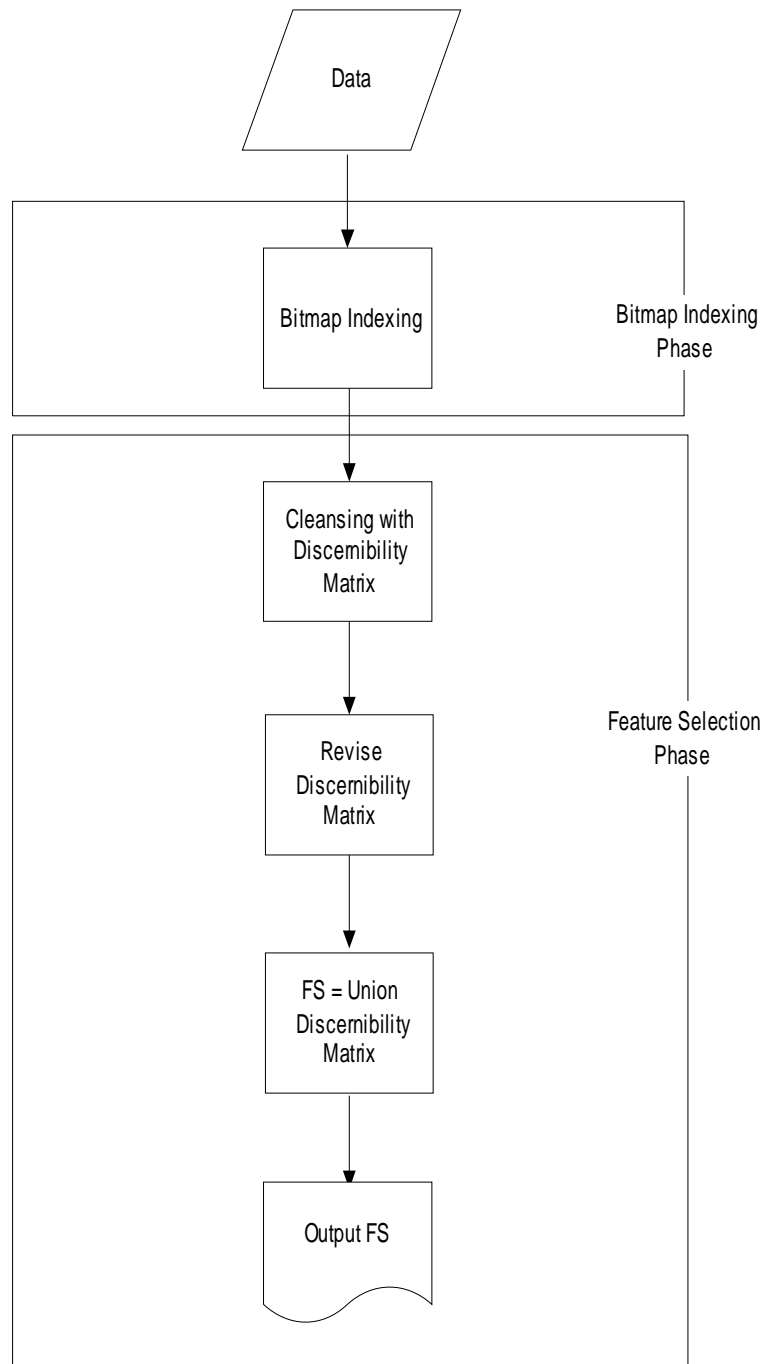 Data
Bitmap Indexing
Bitmap Indexing
Phase
Cleansing with
Discernibility
Matrix
Feature Selection
Phase
Revise
Discernibility
Matrix
FS = Union
Discernibility
Matrix
Output FS